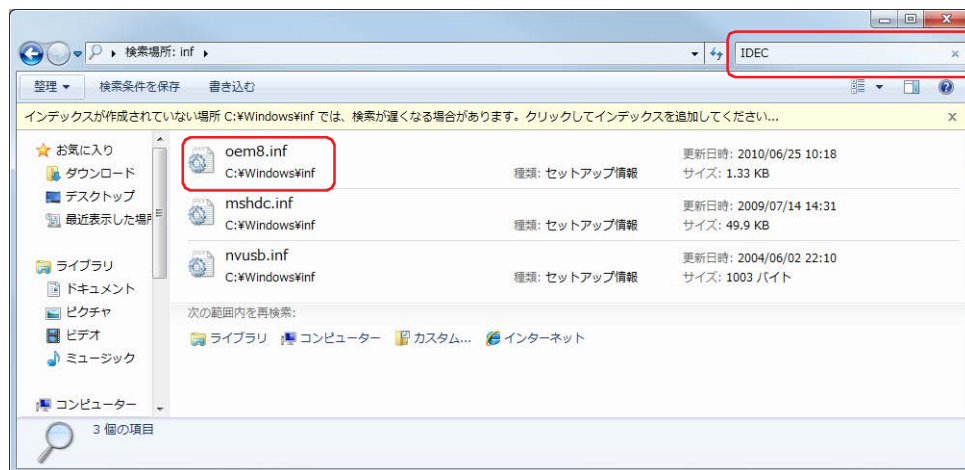 検索場所: inf
IDEC
整理 検索条件を保存 書き込む
インデックスが作成されていない場所 C:¥Windows¥inf では、検索が遅くなる場合があります。クリックしてインデックスを追加してください... x
お気に入り
ダウンロード
デスクトップ
最近表示した場所
ライブラリ
ドキュメント
ピクチャ
ビデオ
ミュージック
コンピューター
oem8.inf
C:¥Windows¥inf
種類: セットアップ情報
更新日時: 2010/06/25 10:18
サイズ: 1.33 KB
mshdc.inf
C:¥Windows¥inf
種類: セットアップ情報
更新日時: 2009/07/14 14:31
サイズ: 49.9 KB
nvusb.inf
C:¥Windows¥inf
種類: セットアップ情報
更新日時: 2004/06/02 22:10
サイズ: 1003 バイト
次の範囲内を再検索:
ライブラリ コンピューター カスタム... インターネット
3 個の項目